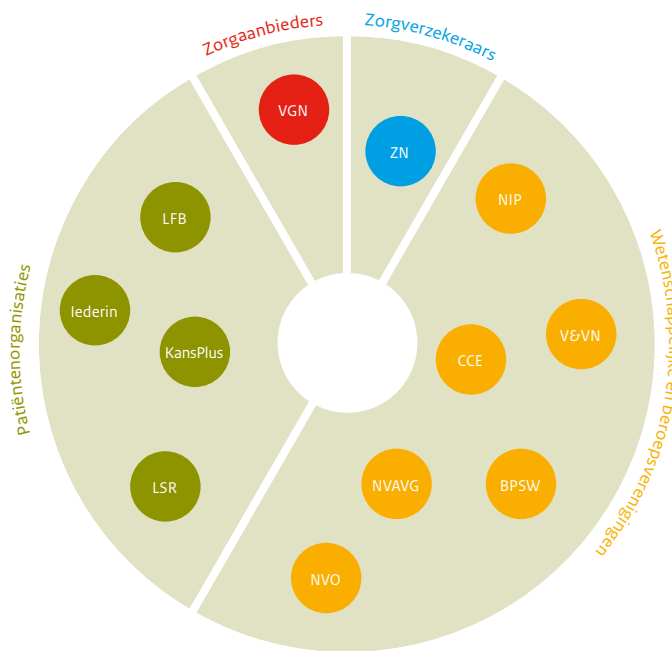 Zorgaanbieders
Zorgverzekeraars
VGN
ZN
NIP
LFB
Iederin
KansPlus
LSR
Patiëntenorganisaties
V&VN
CCE
NVAVG
BPSW
NVO
Wetenschappelijke en beroepsverenigingen